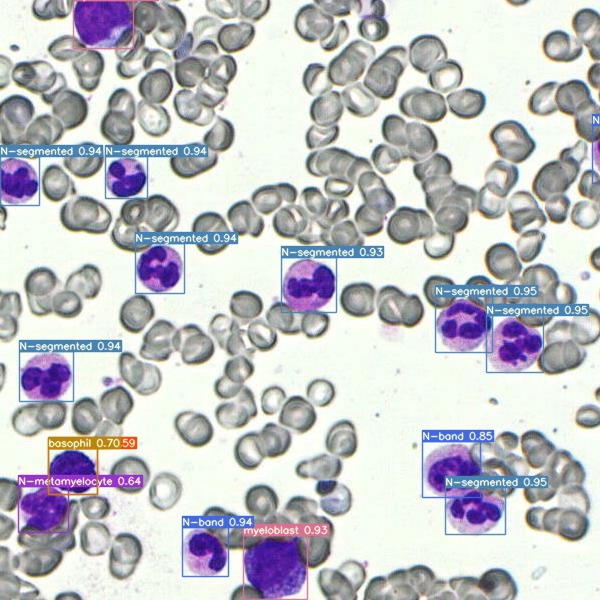 N
N-segmented 0.94
N-segmented 0.94
N-segmented 0.94
N-segmented 0.93
N-segmented 0.95
N-segmented 0.95
N-segmented 0.94
basophil 0.70
59
N-band 0.85
N-metamyelocyte 0.64
N-segmented 0.95
N-band 0.94
myeloblast 0.93